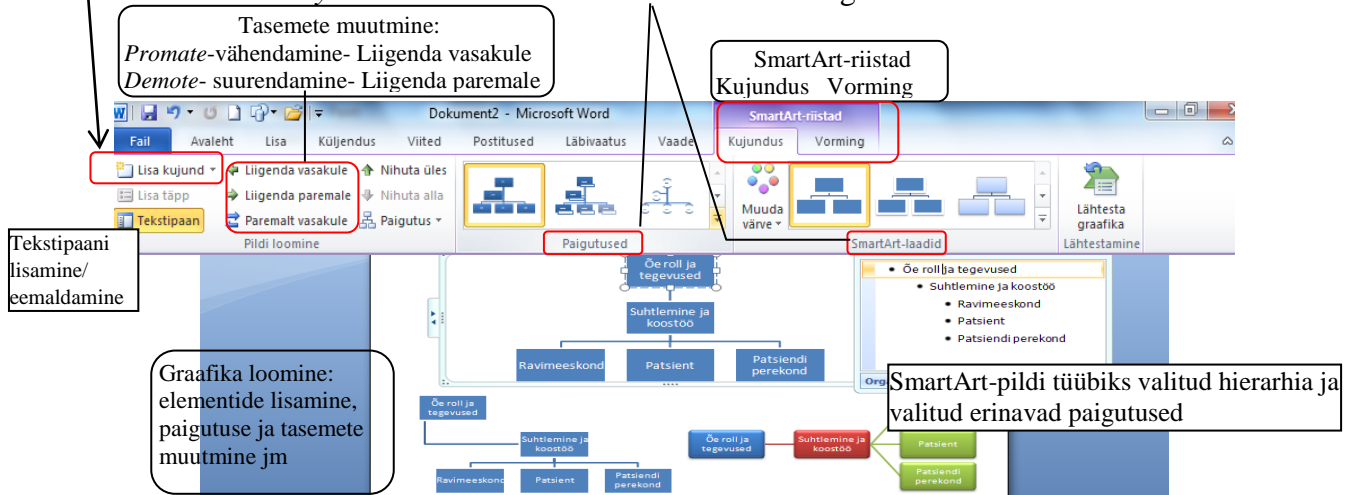 Tasemete muutmine:
Promate-vähendamine- Liigenda vasakule
Demote- suurendamine- Liigenda paremale
SmartArt-riistad
Kujundus Vorming
Dokument2 - Microsoft Word
SmartArt-riistad
Fail Avaleht Lisa Küljendus Viited Postitused Läbivaatus Vaade Kujundus Vorming
Lisa kujund Liigenda vasakule Nihuta üles
Lisa täpp Liigenda paremale Nihuta alla
Tekstipaan Paremalt vasakule Paigutus
Muuda
värve
Lähtesta
graafika
Pildi loomine Paigutused SmartArt-laadid Lähtestamine
Tekstipaani
lisamine/
eemaldamine
Õe roll ja
tegevused
Suhtlemine ja
koostöö
Ravimeeskond Patsient Patsiendi
perekond
Õe roll ja tegevused
Suhtlemine ja koostöö
Ravimeeskond
Patsient
Patsiendi perekond
Graafika loomine:
elementide lisamine,
paigutuse ja tasemete
muutmine jm
SmartArt-pildi tüübiks valitud hierarhia ja
valitud erinavad paigutused
Õe roll ja
tegevused
Suhtlemine ja
koostöö
Ravimeeskond Patsient Patsiendi
perekond
Õe roll ja
tegevused
Suhtlemine ja
koostöö
Patsient
Patsiendi
perekond